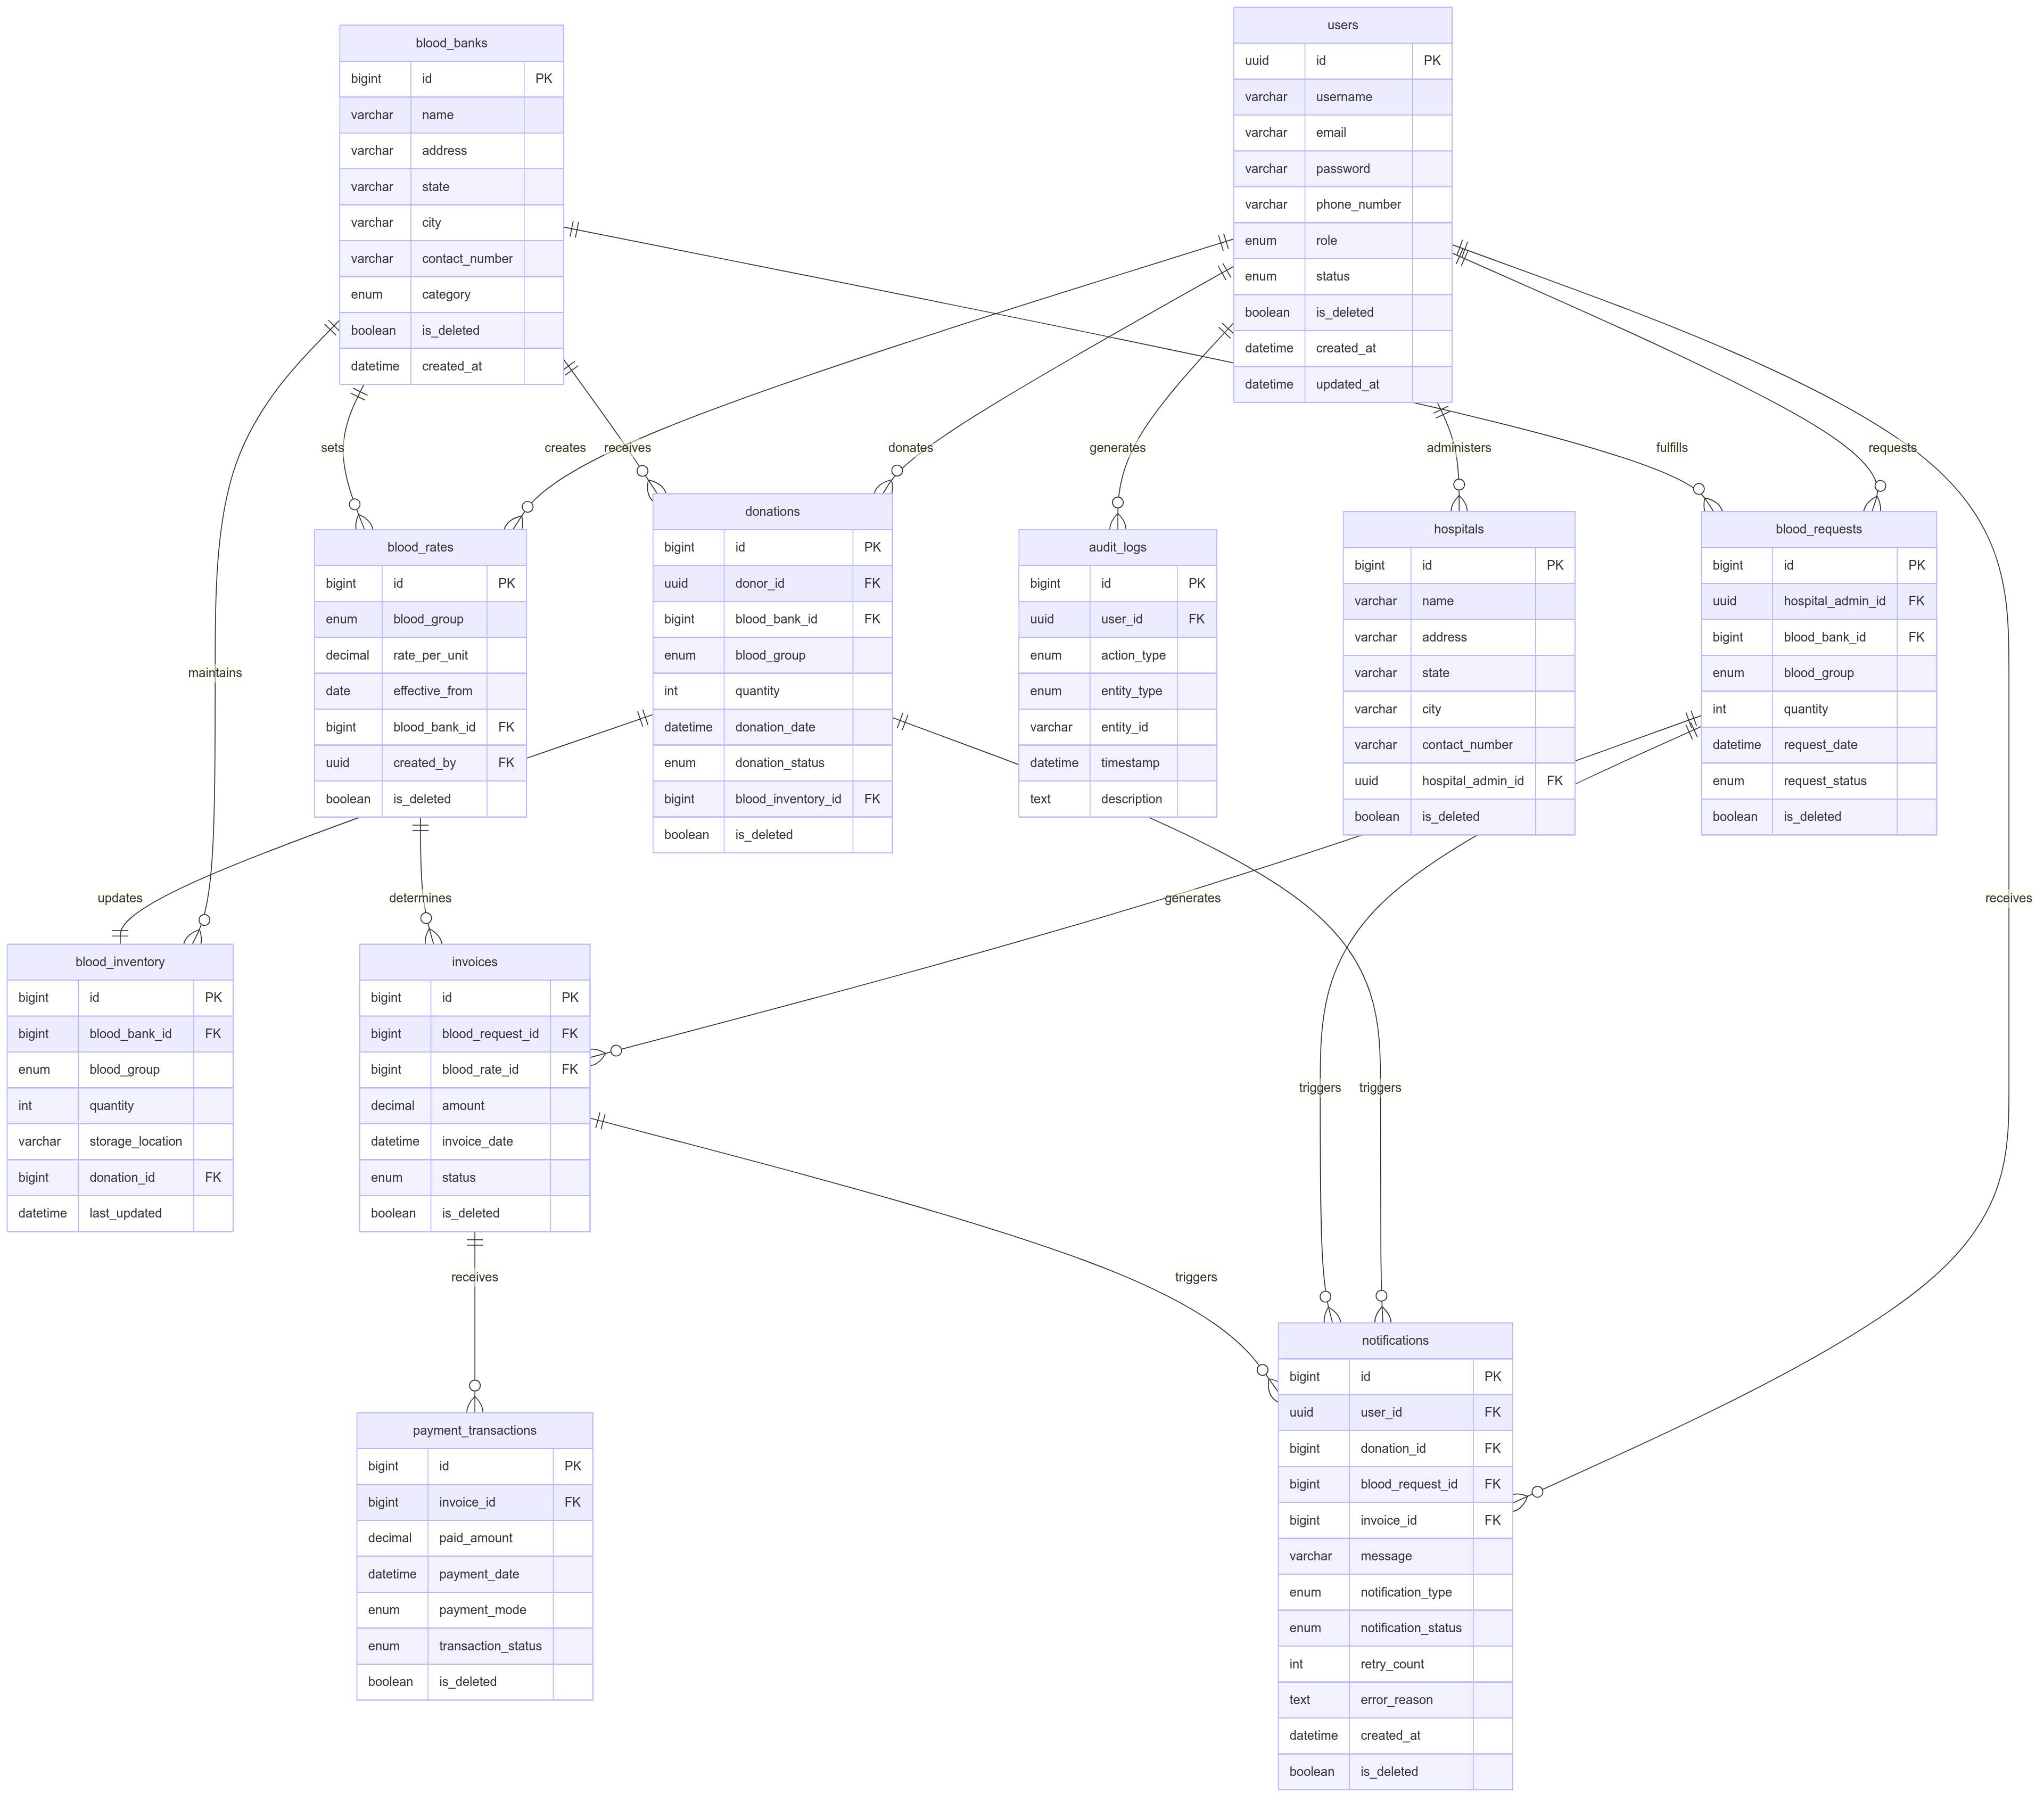 blood_banks
bigint id PK
varchar name
varchar address
varchar state
varchar city
varchar contact_number
enum category
boolean is_deleted
datetime created_at
users
uuid id PK
varchar username
varchar email
varchar password
varchar phone_number
enum role
enum status
boolean is_deleted
datetime created_at
datetime updated_at
sets
creates
receives
donates
generates
administers
fulfills
requests
blood_rates
bigint id PK
enum blood_group
decimal rate_per_unit
date effective_from
bigint blood_bank_id FK
uuid created_by FK
boolean is_deleted
donations
bigint id PK
uuid donor_id FK
bigint blood_bank_id FK
enum blood_group
int quantity
datetime donation_date
enum donation_status
bigint blood_inventory_id FK
boolean is_deleted
audit_logs
bigint id PK
uuid user_id FK
enum action_type
enum entity_type
varchar entity_id
datetime timestamp
text description
hospitals
bigint id PK
varchar name
varchar address
varchar state
varchar city
varchar contact_number
uuid hospital_admin_id FK
boolean is_deleted
blood_requests
bigint id PK
uuid hospital_admin_id FK
bigint blood_bank_id FK
enum blood_group
int quantity
datetime request_date
enum request_status
boolean is_deleted
maintains
updates
determines
generates
receives
blood_inventory
bigint id PK
bigint blood_bank_id FK
enum blood_group
int quantity
varchar storage_location
bigint donation_id FK
datetime last_updated
invoices
bigint id PK
bigint blood_request_id FK
bigint blood_rate_id FK
decimal amount
datetime invoice_date
enum status
boolean is_deleted
triggers
triggers
receives
triggers
payment_transactions
bigint id PK
bigint invoice_id FK
decimal paid_amount
datetime payment_date
enum payment_mode
enum transaction_status
boolean is_deleted
notifications
bigint id PK
uuid user_id FK
bigint donation_id FK
bigint blood_request_id FK
bigint invoice_id FK
varchar message
enum notification_type
enum notification_status
int retry_count
text error_reason
datetime created_at
boolean is_deleted